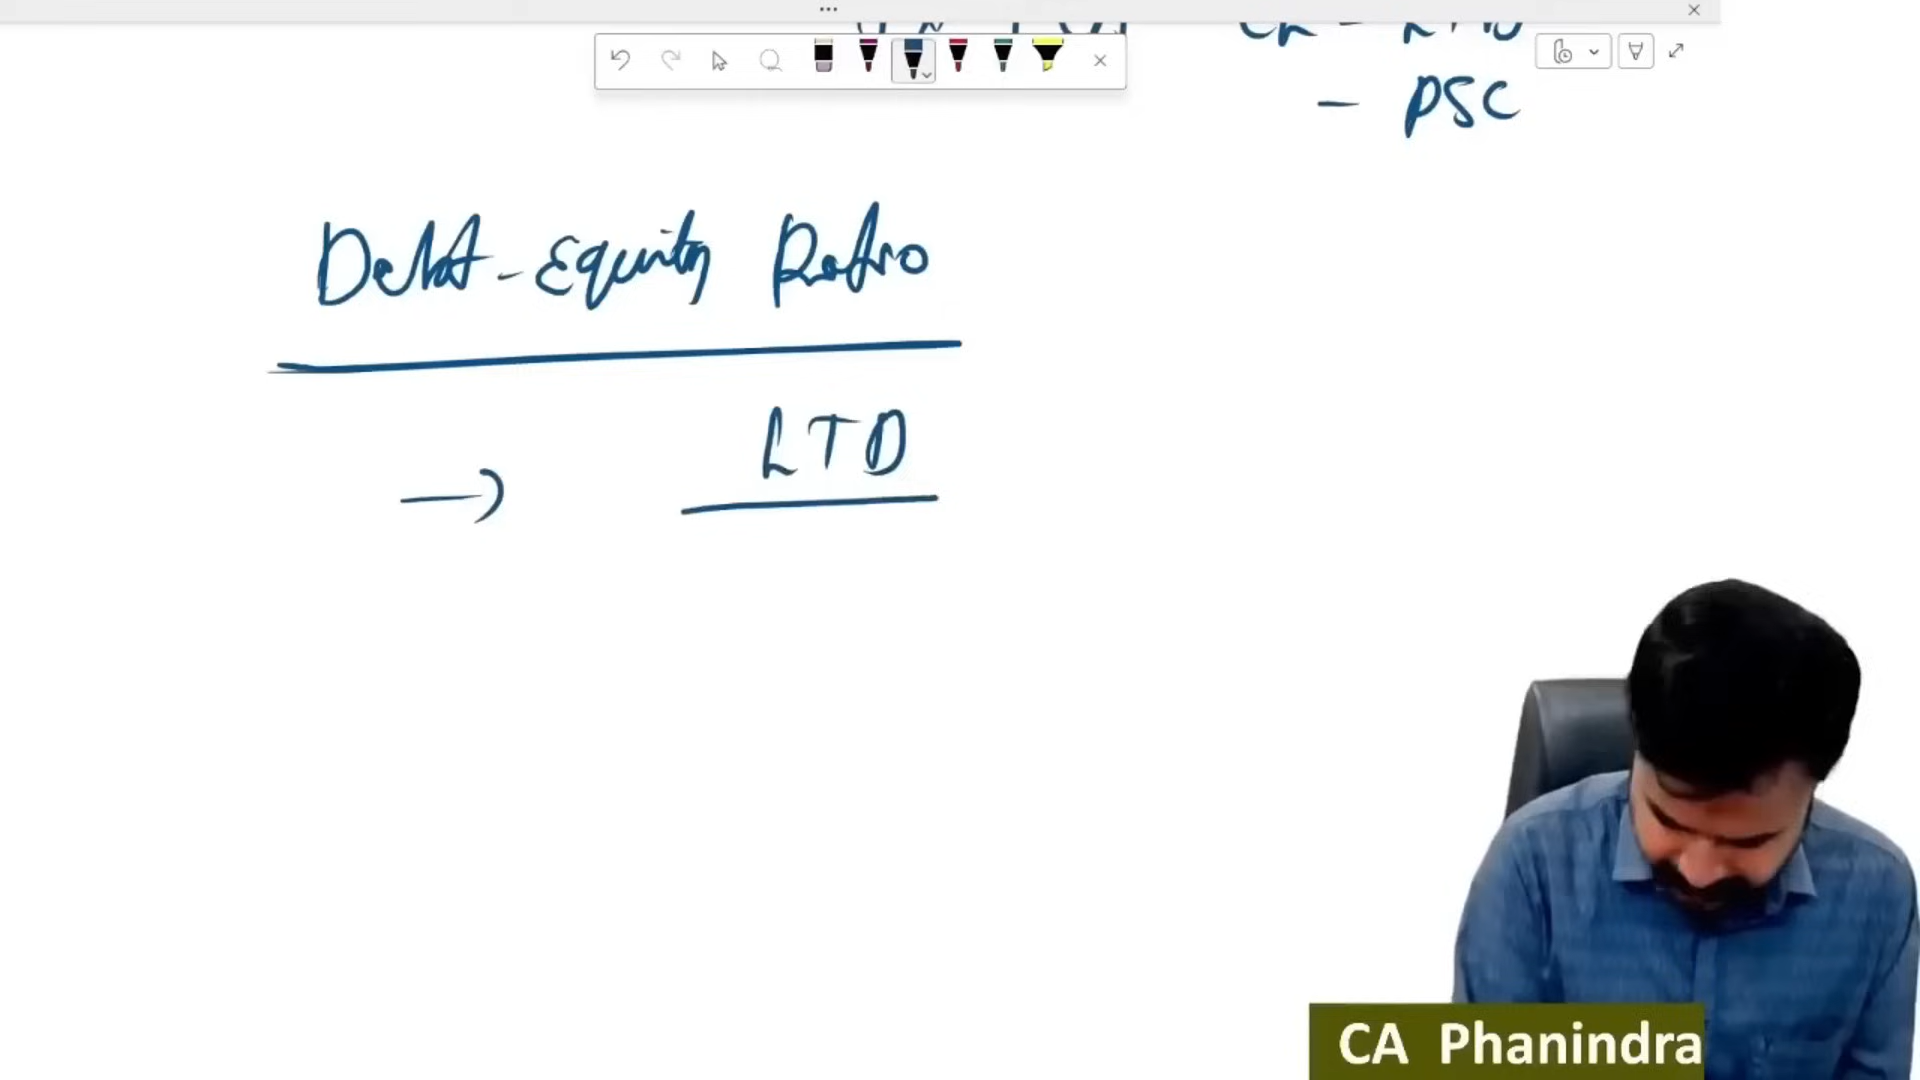 - PSC
Debt-Equity Ratio
→ LTD
CA Phanindra